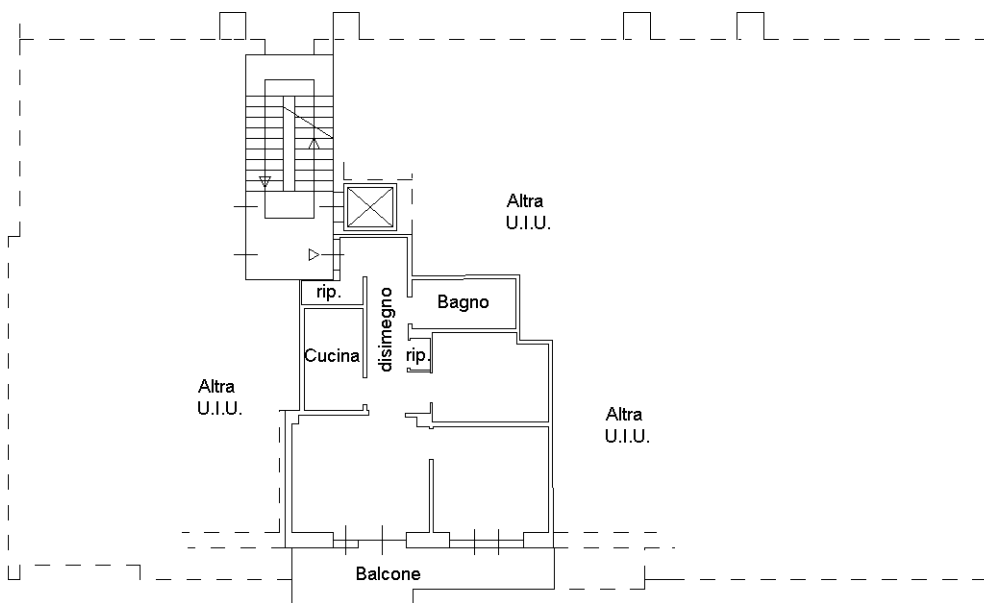 Altra
U.I.U.
rip.
disimegno
Bagno
Cucina
rip.
Altra
U.I.U.
Altra
U.I.U.
Balcone